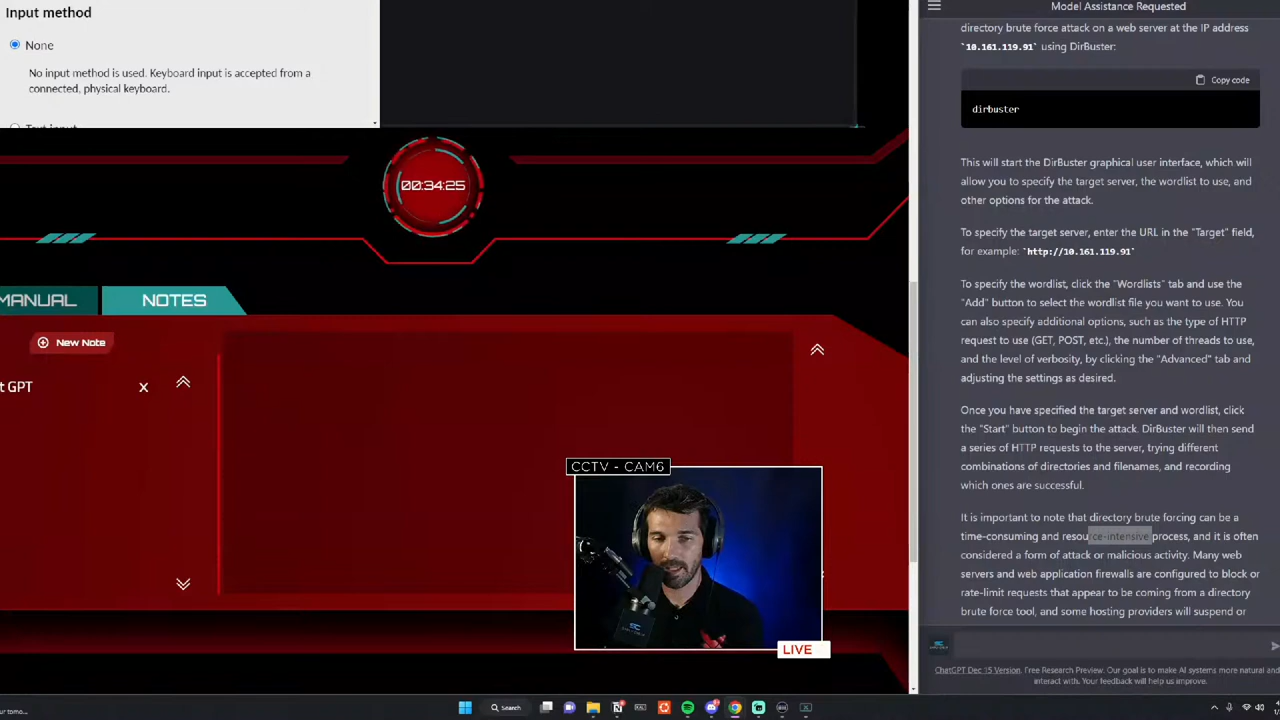 Input method
None
No input method is used. Keyboard input is accepted from a
connected, physical keyboard.
00:34:25
MANUAL
NOTES
New Note
t GPT
X
CCTV - CAM6
LIVE
Model Assistance Requested
directory brute force attack on a web server at the IP address
`10.161.119.91` using DirBuster:
Copy code
dirbuster
This will start the DirBuster graphical user interface, which will
allow you to specify the target server, the wordlist to use, and
other options for the attack.
To specify the target server, enter the URL in the "Target" field,
for example: `http://10.161.119.91`
To specify the wordlist, click the "Wordlists" tab and use the
"Add" button to select the wordlist file you want to use. You
can also specify additional options, such as the type of HTTP
request to use (GET, POST, etc.), the number of threads to use,
and the level of verbosity, by clicking the "Advanced" tab and
adjusting the settings as desired.
Once you have specified the target server and wordlist, click
the "Start" button to begin the attack. DirBuster will then send
a series of HTTP requests to the server, trying different
combinations of directories and filenames, and recording
which ones are successful.
It is important to note that directory brute forcing can be a
time-consuming and resou ce-intensive process, and it is often
considered a form of attack or malicious activity. Many web
servers and web application firewalls are configured to block or
rate-limit requests that appear to be coming from a directory
brute force tool, and some hosting providers will suspend or
ChatGPT Dec 15 Version. Free Research Preview. Our goal is to make AI systems more natural and
interact with. Your feedback will help us improve.
Search